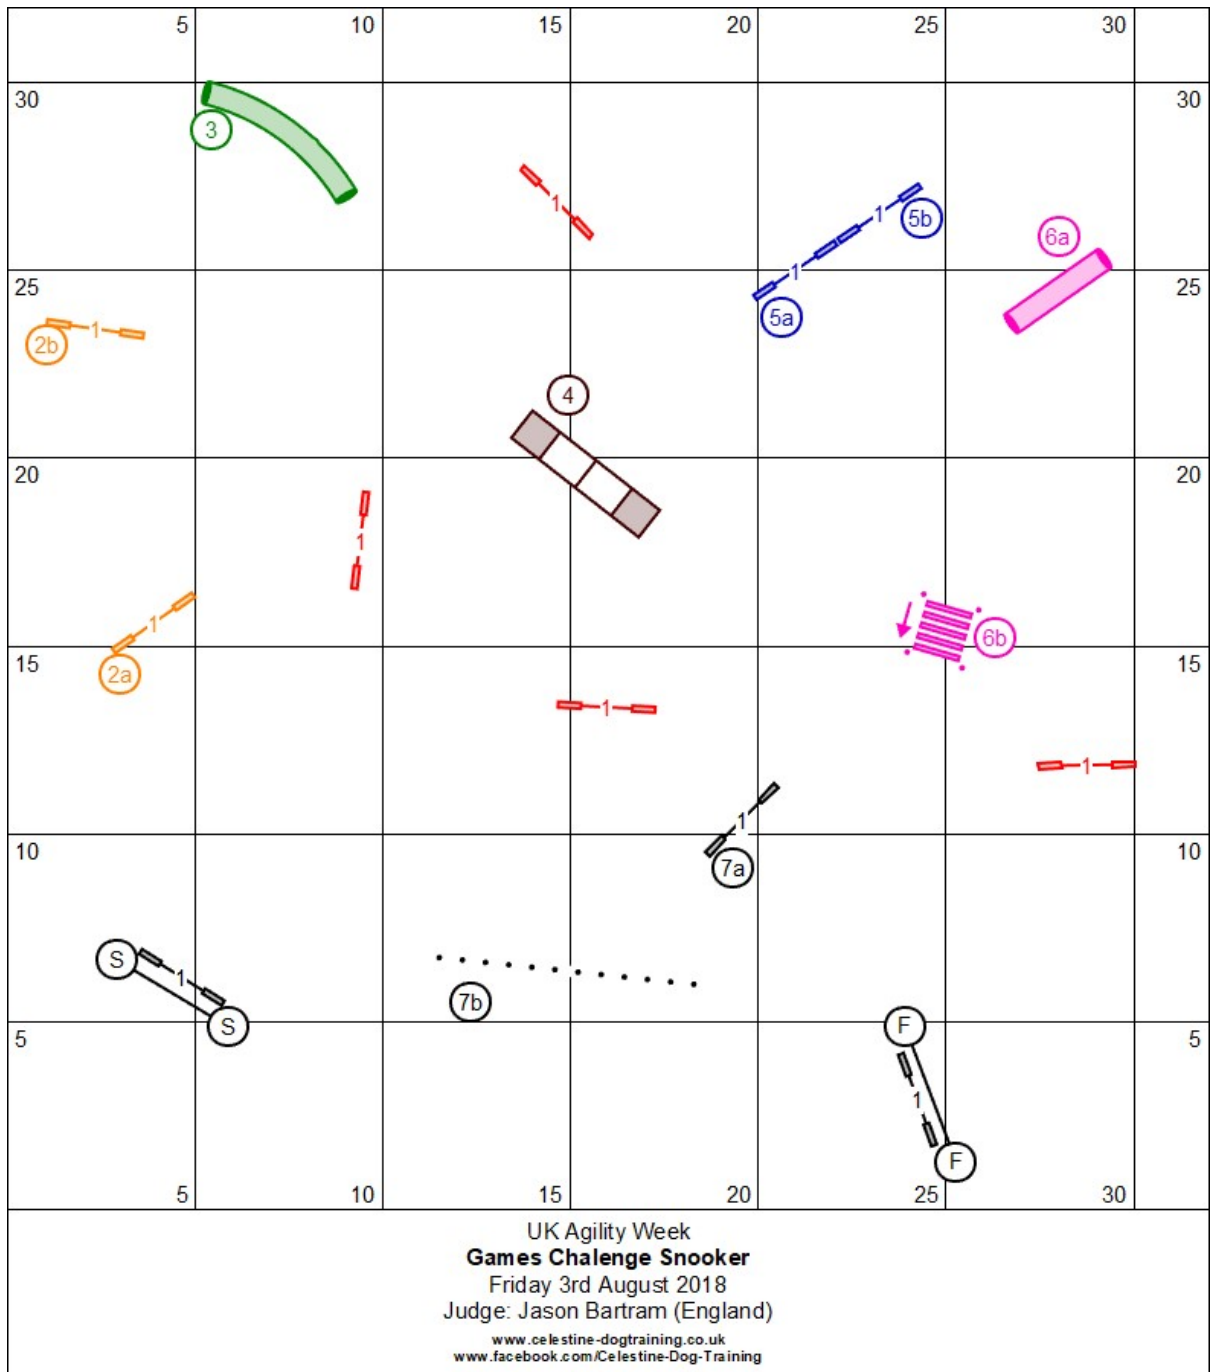 5 10 15 20 25 30
30 30
3
1
1 5b
6a
25 1 25
5a
1
2b
4
20 20
1
1
6b
15 15
2a
1
1
1
10 10
7a
S 1
7b
S
5 F 5
1
F
5 10 15 20 25 30
UK Agility Week
Games Chalenge Snooker
Friday 3rd August 2018
Judge: Jason Bartram (England)
www.celestine-dogtraining.co.uk
www.facebook.com/Celestine-Dog-Training